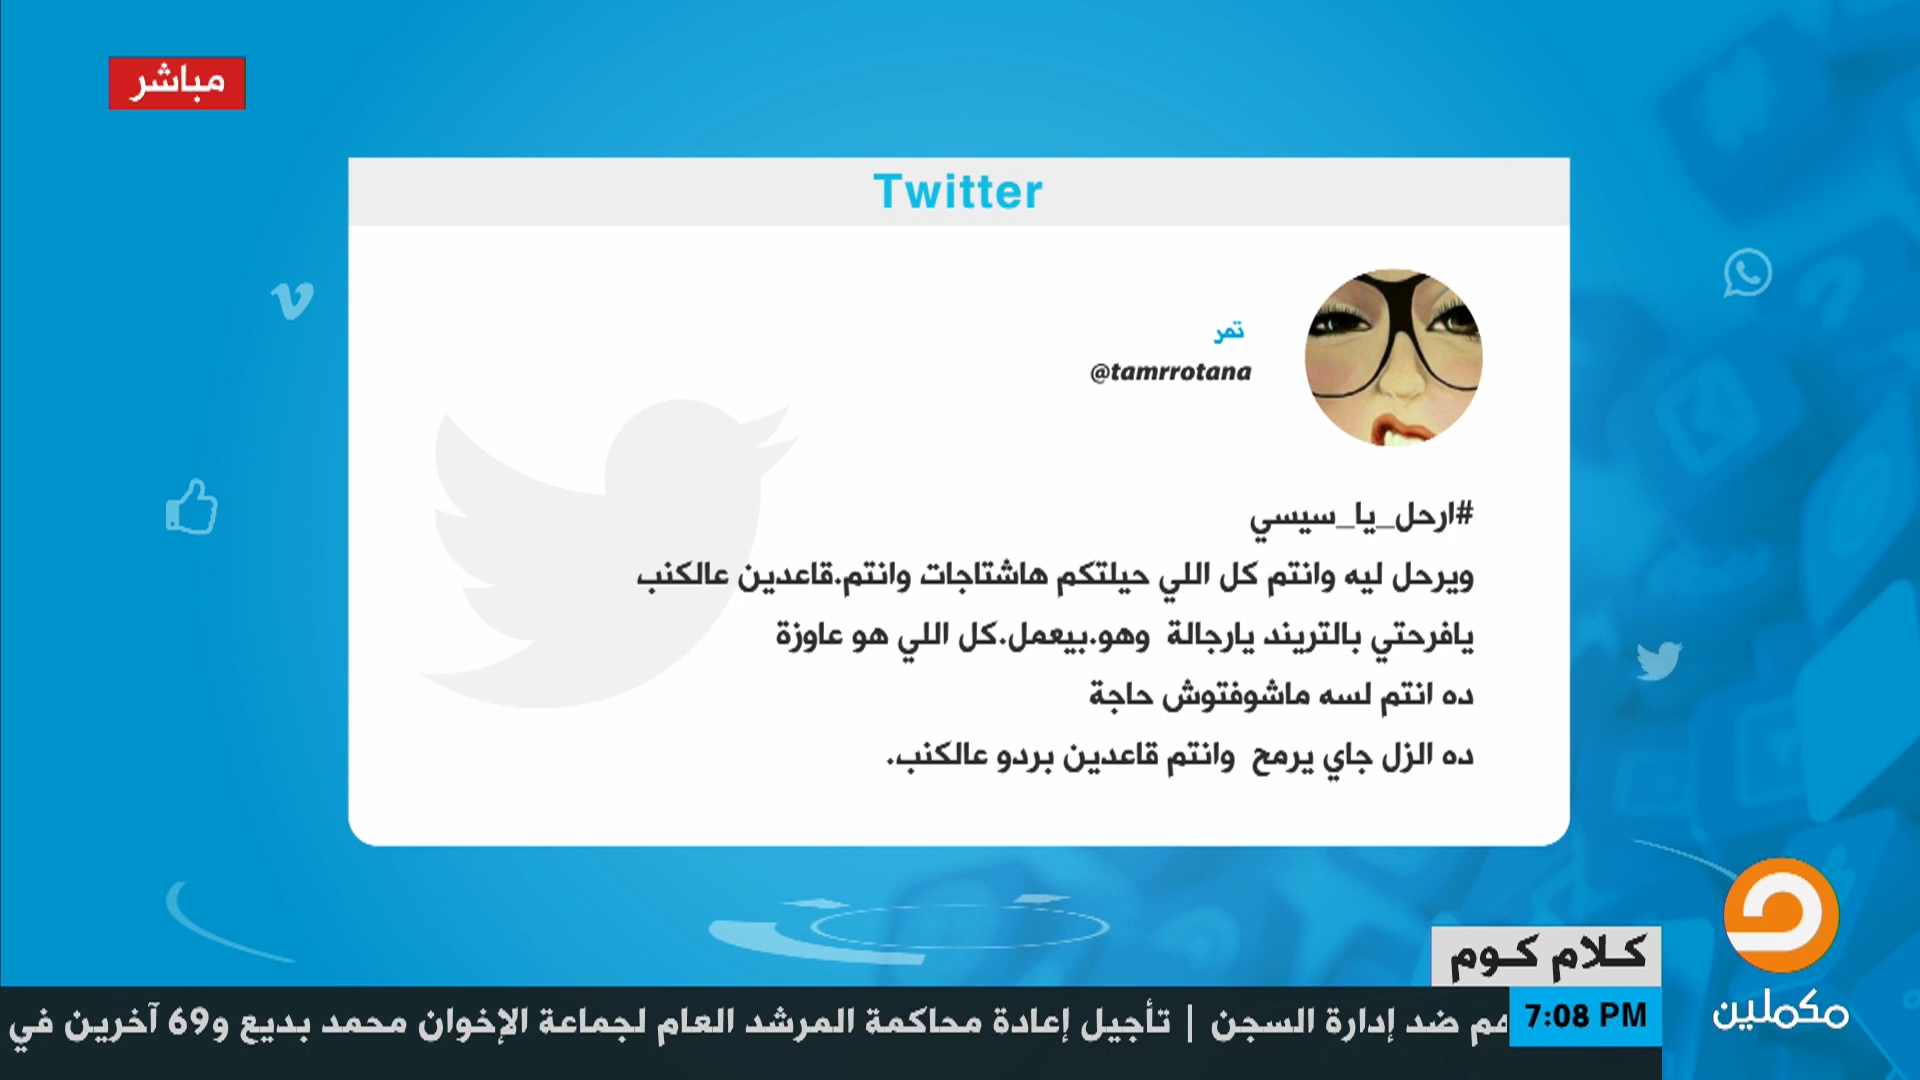 مباشر
Twitter
تمر
@tamrrotana
#ارحل_يا_سيسي
ويرحل ليه وانتم كل اللي حيلتكم هاشتاجات وانتم.قاعدين عالكنب
يافرحتي بالتريند يارجالة وهو.بيعمل.كل اللي هو عاوزة
ده انتم لسه ماشوفتوش حاجة
ده الزل جاي يرمح وانتم قاعدين بردو عالكنب.
كلام كوم
مكملين
7:08 PM
هم ضد إدارة السجن | تأجيل إعادة محاكمة المرشد العام لجماعة الإخوان محمد بديع و69 آخرين في